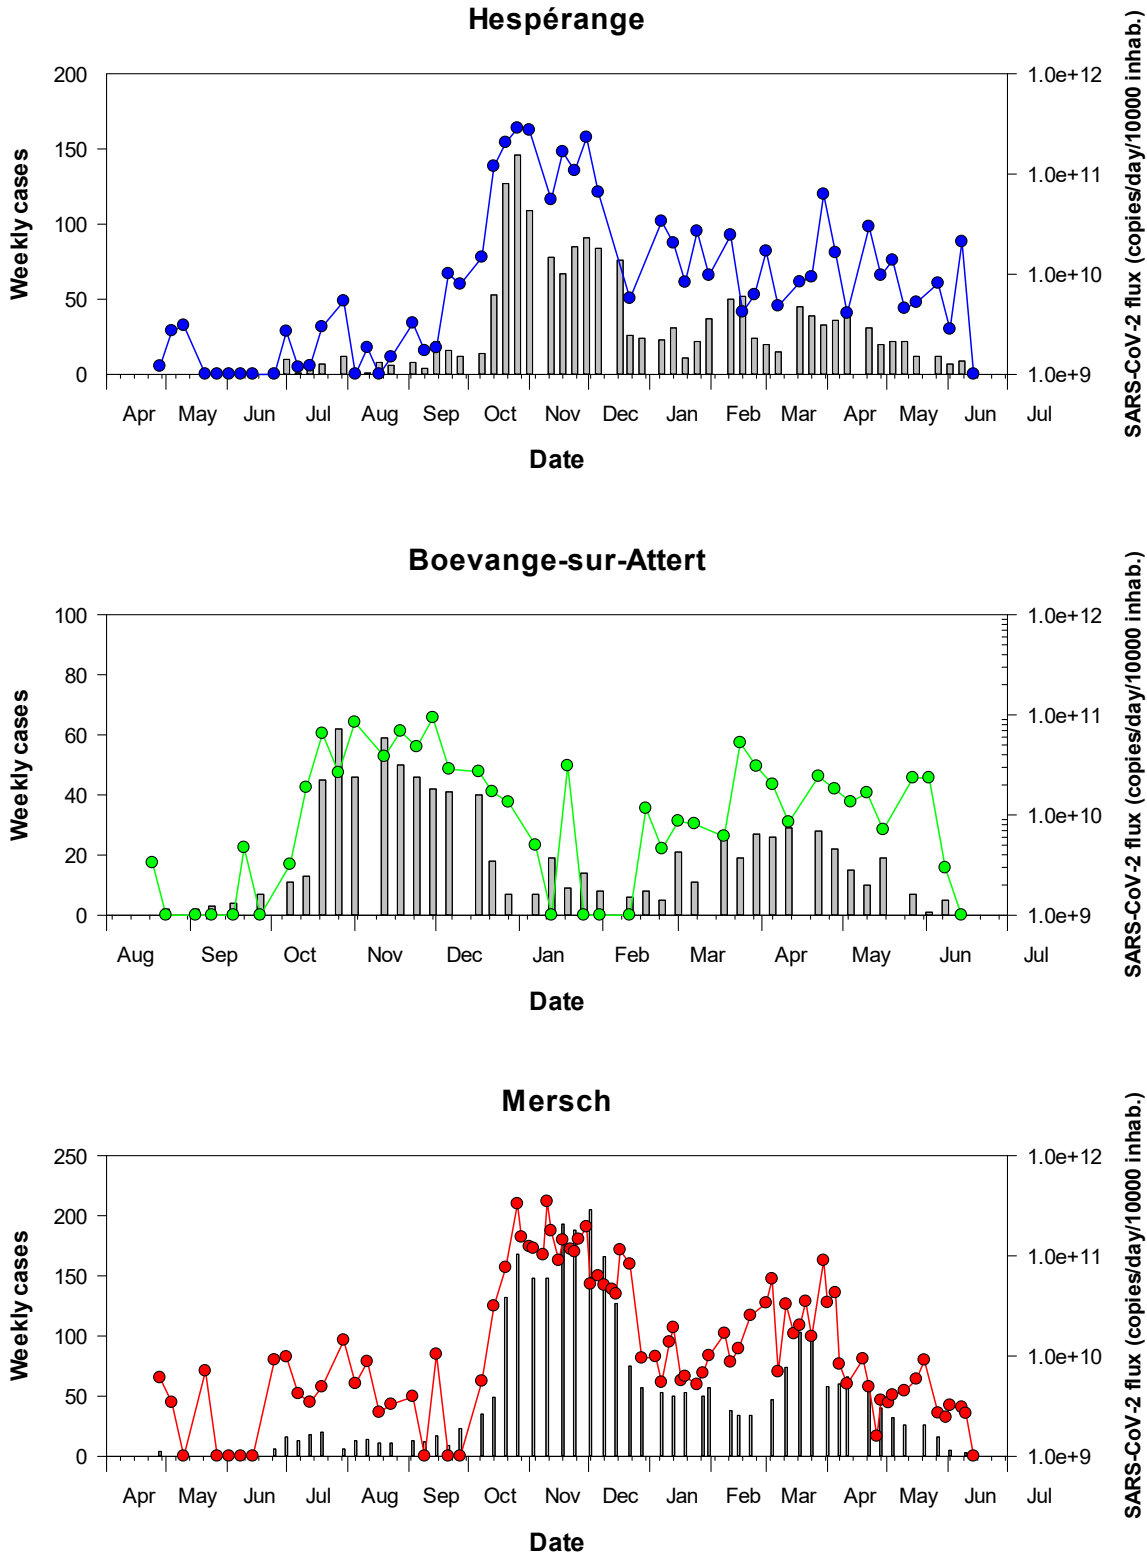 Hespérange
200
150
100
50
0
1.0e+12
1.0e+11
1.0e+10
1.0e+9
Weekly cases
SARS-CoV-2 flux (copies/day/10000 inhab.)
Apr May Jun Jul Aug Sep Oct Nov Dec Jan Feb Mar Apr May Jun Jul
Date
Boevange-sur-Attert
100
80
60
40
20
0
1.0e+12
1.0e+11
1.0e+10
1.0e+9
Weekly cases
SARS-CoV-2 flux (copies/day/10000 inhab.)
Aug Sep Oct Nov Dec Jan Feb Mar Apr May Jun Jul
Date
Mersch
250
200
150
100
50
0
1.0e+12
1.0e+11
1.0e+10
1.0e+9
Weekly cases
SARS-CoV-2 flux (copies/day/10000 inhab.)
Apr May Jun Jul Aug Sep Oct Nov Dec Jan Feb Mar Apr May Jun Jul
Date